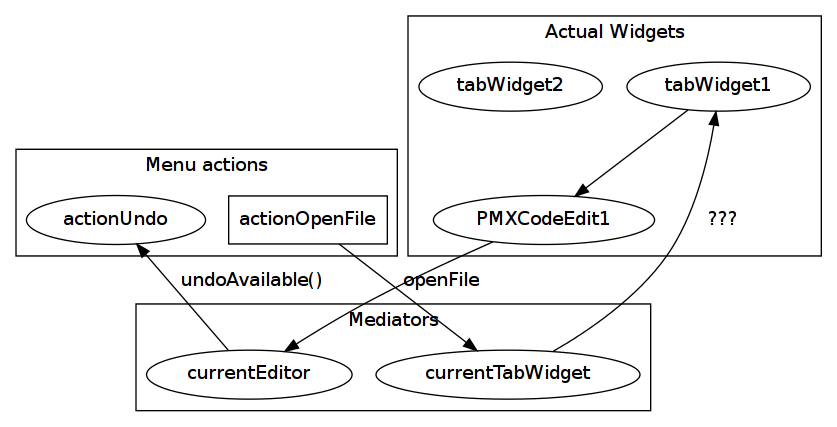 Actual Widgets
tabWidget2
tabWidget1
Menu actions
actionUndo
actionOpenFile
PMXCodeEdit1
???
undoAvailable()
openFile
Mediators
currentEditor
currentTabWidget